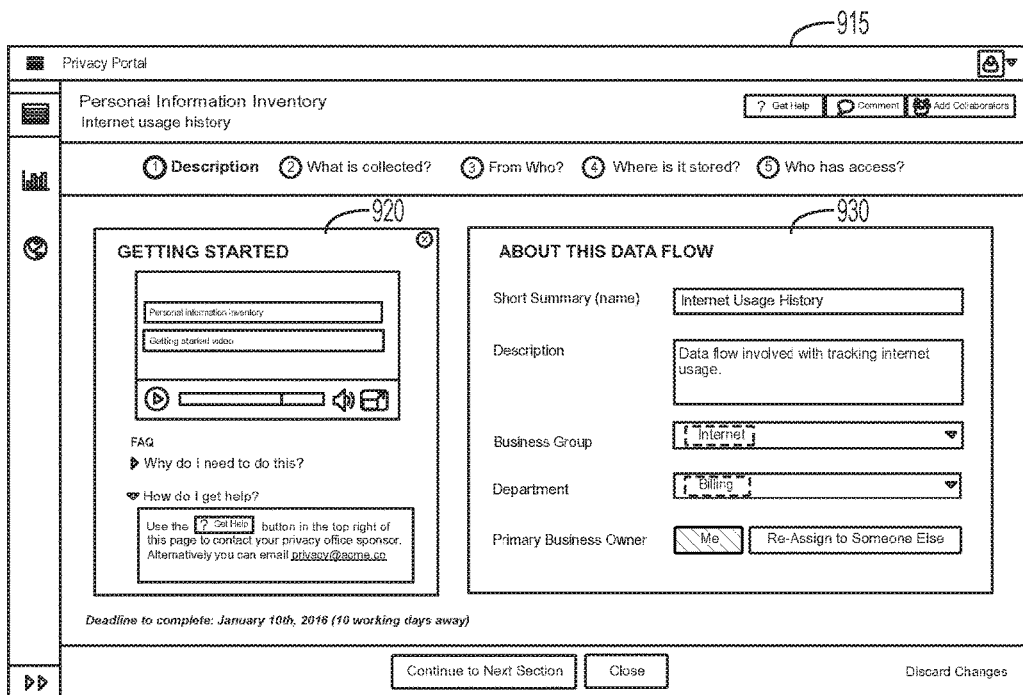 915
Privacy Portal
Personal Information Inventory
Internet usage history
? Get Help
Comment
Add Collaborators
1 Description
2 What is collected?
3 From Who?
4 Where is it stored?
5 Who has access?
920
GETTING STARTED
Personal information inventory
Getting started video
FAQ
Why do I need to do this?
How do I get help?
Use the ? Get Help button in the top right of
this page to contact your privacy office sponsor.
Alternatively you can email privacy@acme.co
930
ABOUT THIS DATA FLOW
Short Summary (name)
Internet Usage History
Description
Data flow involved with tracking internet
usage.
Business Group
Internet
Department
Billing
Primary Business Owner
Me
Re-Assign to Someone Else
Deadline to complete: January 10th, 2016 (10 working days away)
Continue to Next Section
Close
Discard Changes